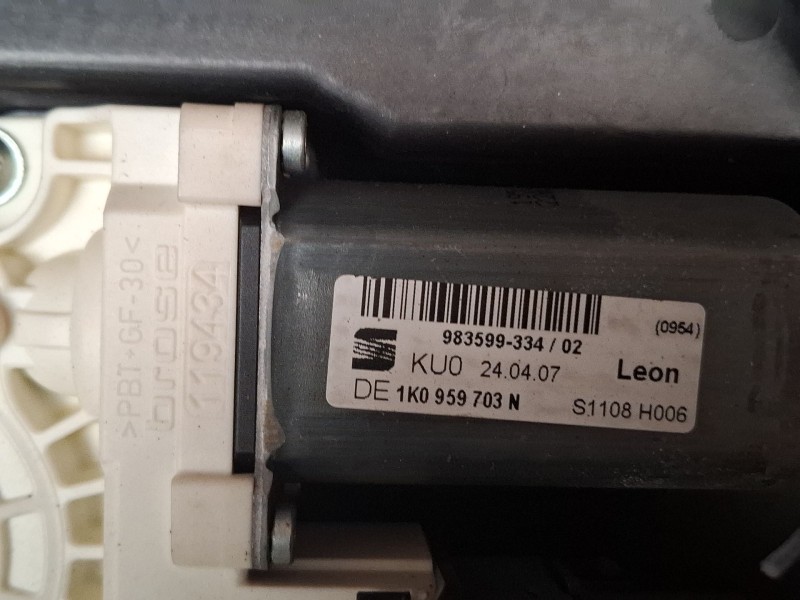 983599-334 / 02
(0954)
KU0 24.04.07 Leon
DE 1K0 959 703 N S1108 H006
>PBT-GF-30<
brose
119434